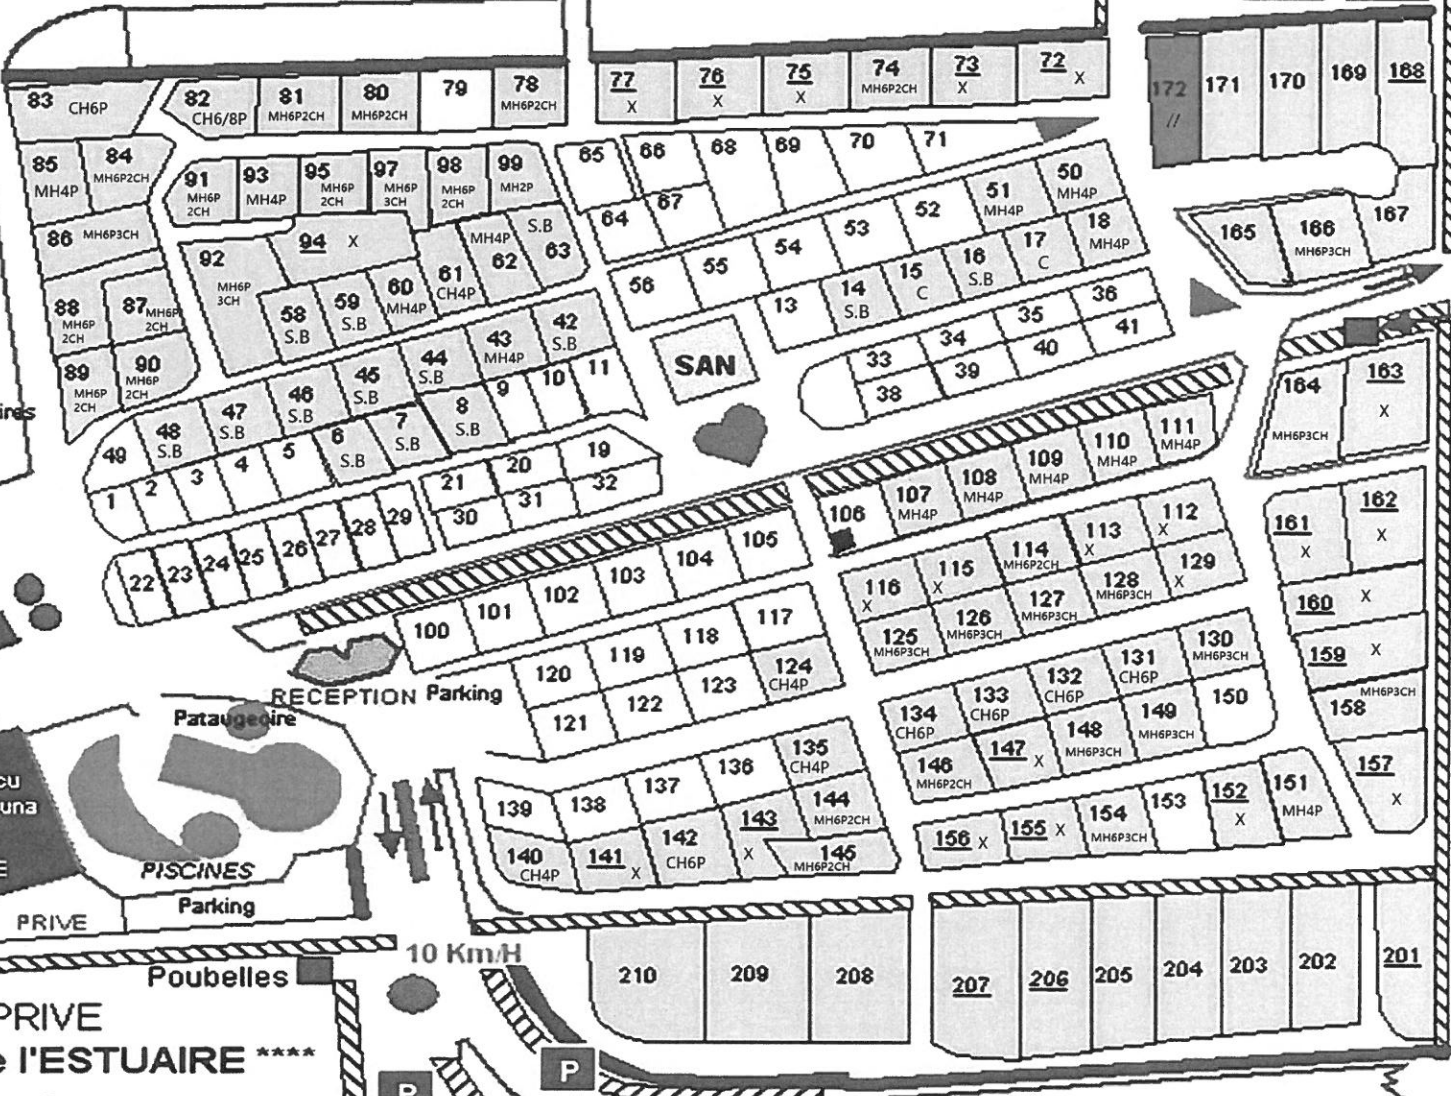 83 CH6P
82 CH6/8P
81 MH6P2CH
80 MH6P2CH
79
78 MH6P2CH
77 X
76 X
75 X
74 MH6P2CH
73 X
72 X
172 //
171
170
169
168
85 MH4P
84 MH6P2CH
91 MH6P 2CH
93 MH4P
95 MH6P 2CH
97 MH6P 3CH
98 MH6P 2CH
99 MH2P
65
66
68
69
70
71
64
67
86 MH6P3CH
92 MH6P 3CH
94 X
61 CH4P
MH4P 62
S.B 63
56
55
54
53
52
51 MH4P
50 MH4P
165
166 MH6P3CH
167
88 MH6P 2CH
87 MH6P 2CH
58 S.B
59 S.B
60 MH4P
13
14 S.B
15 C
16 S.B
17 C
18 MH4P
89 MH6P 2CH
90 MH6P 2CH
49
48 S.B
47 S.B
46 S.B
45 S.B
44 S.B
43 MH4P
42 S.B
SAN
33
34
35
36
38
39
40
41
ires
1
2
3
4
5
6 S.B
7 S.B
8 S.B
9
10
11
164 MH6P3CH
163 X
22
23
24
25
26
27
28
29
21
20
19
30
31
32
106
107 MH4P
108 MH4P
109 MH4P
110 MH4P
111 MH4P
100
101
102
103
104
105
116 X
115 X
114 MH6P2CH
113 X
112 X
161 X
162 X
125 MH6P3CH
126 MH6P3CH
127 MH6P3CH
128 MH6P3CH
129 X
160 X
RECEPTION
Parking
120
119
118
117
121
122
123
124 CH4P
134 CH6P
133 CH6P
132 CH6P
131 CH6P
130 MH6P3CH
159 X
MH6P3CH
158
Pataugeoire
146 MH6P2CH
147 X
148 MH6P3CH
149 MH6P3CH
150
157 X
cu
una
E
139
138
137
136
135 CH4P
140 CH4P
141 X
142 CH6P
143 X
144 MH6P2CH
145 MH6P2CH
156 X
155 X
154 MH6P3CH
153
152 X
151 MH4P
PISCINES
Parking
PRIVE
10 Km/H
Poubelles
210
209
208
207
206
205
204
203
202
201
PRIVE
e l'ESTUAIRE ****
P
P